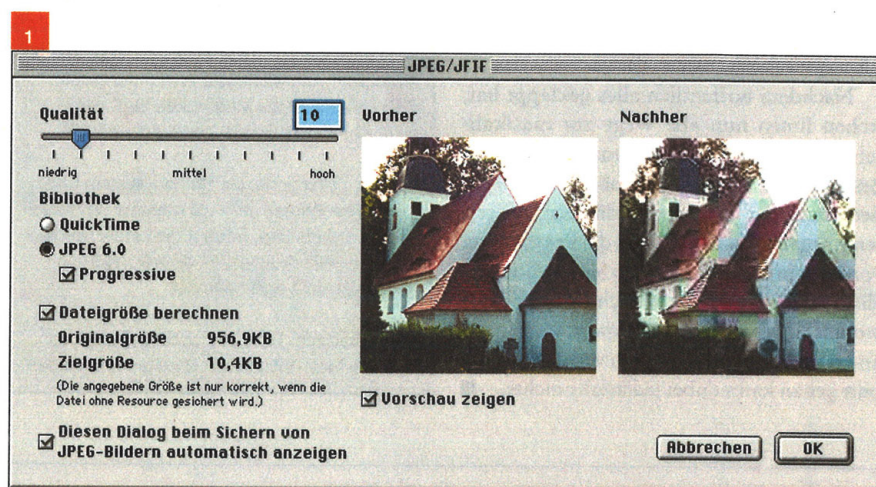 1
JPEG/JFIF
Qualität 10
niedrig mittel hoch
Bibliothek
QuickTime
JPEG 6.0
Progressive
Dateigröße berechnen
Originalgröße 956,9KB
Zielgröße 10,4KB
(Die angegebene Größe ist nur korrekt, wenn die
Datei ohne Resource gesichert wird.)
Diesen Dialog beim Sichern von
JPEG-Bildern automatisch anzeigen
Vorher
Nachher
Vorschau zeigen
Abbrechen
OK